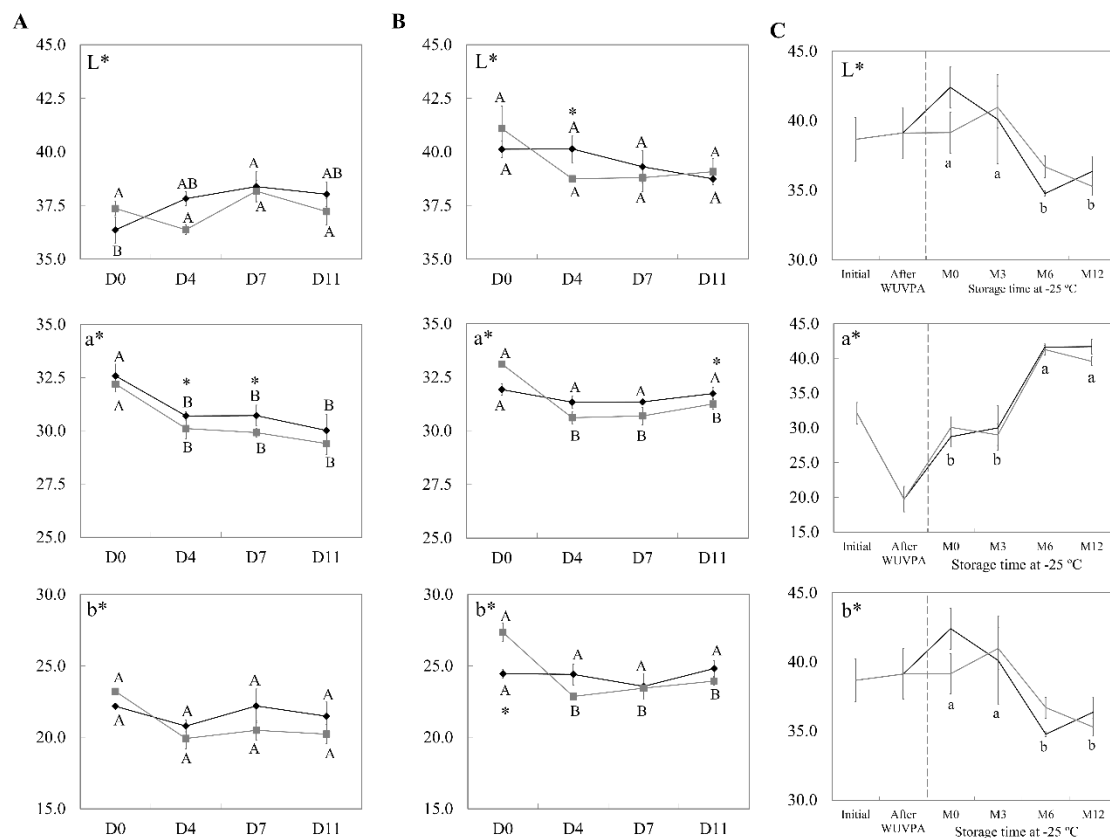 A
45.0
L*
42.5
40.0
37.5
35.0
A AB A AB
B A A A
D0 D4 D7 D11
35.0
a*
32.5
30.0
27.5
25.0
A * *
B B B
A B B B
D0 D4 D7 D11
30.0
b*
25.0
20.0
15.0
A A A A
A A A A
D0 D4 D7 D11
B
45.0
L*
42.5
40.0
37.5
35.0
A * A A A
A A A A
D0 D4 D7 D11
35.0
a*
32.5
30.0
27.5
25.0
A A A * A
A B B B
D0 D4 D7 D11
30.0
b*
25.0
20.0
15.0
A A A A
A B B B
*
D0 D4 D7 D11
C
45.0
L*
40.0
35.0
30.0
a a b b
Initial After WUVPA M0 M3 M6 M12
Storage time at -25 °C
45.0
a*
40.0
35.0
30.0
25.0
20.0
15.0
b b a a
Initial After WUVPA M0 M3 M6 M12
Storage time at -25 °C
45.0
b*
40.0
35.0
30.0
a a b b
Initial After WUVPA M0 M3 M6 M12
Storage time at -25 °C